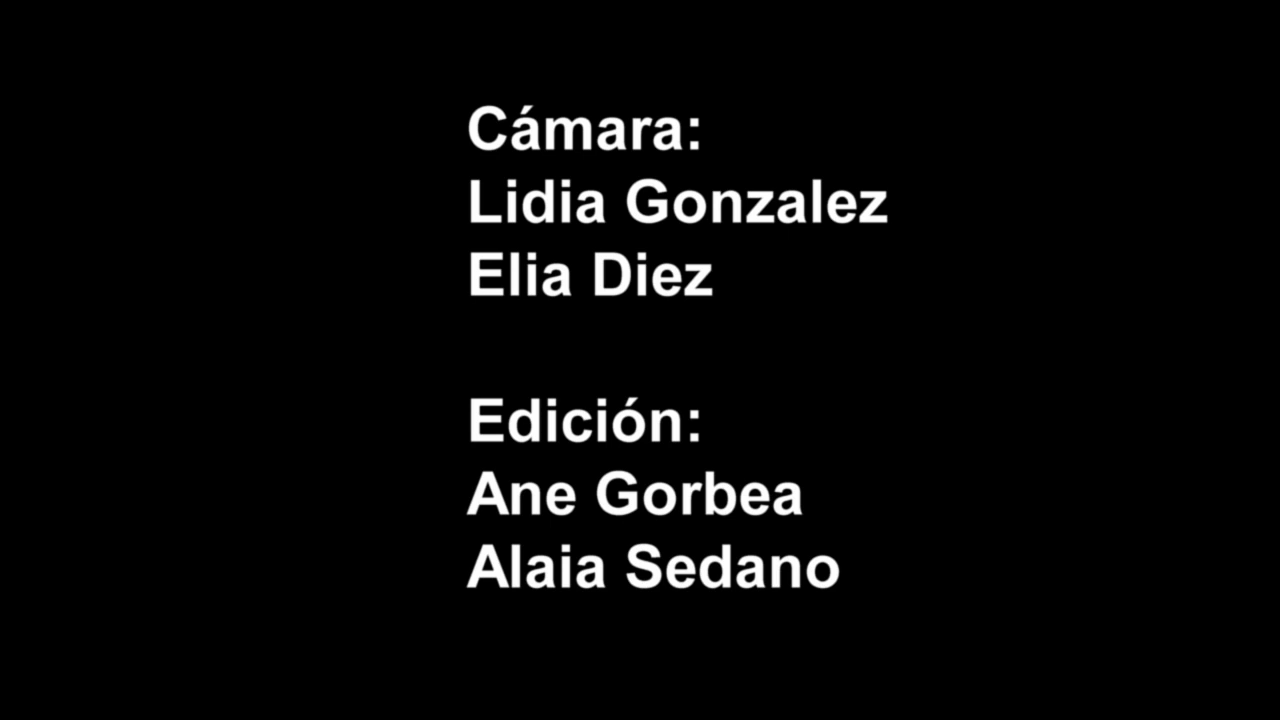 Cámara:
Lidia Gonzalez
Elia Diez
Edición:
Ane Gorbea
Alaia Sedano